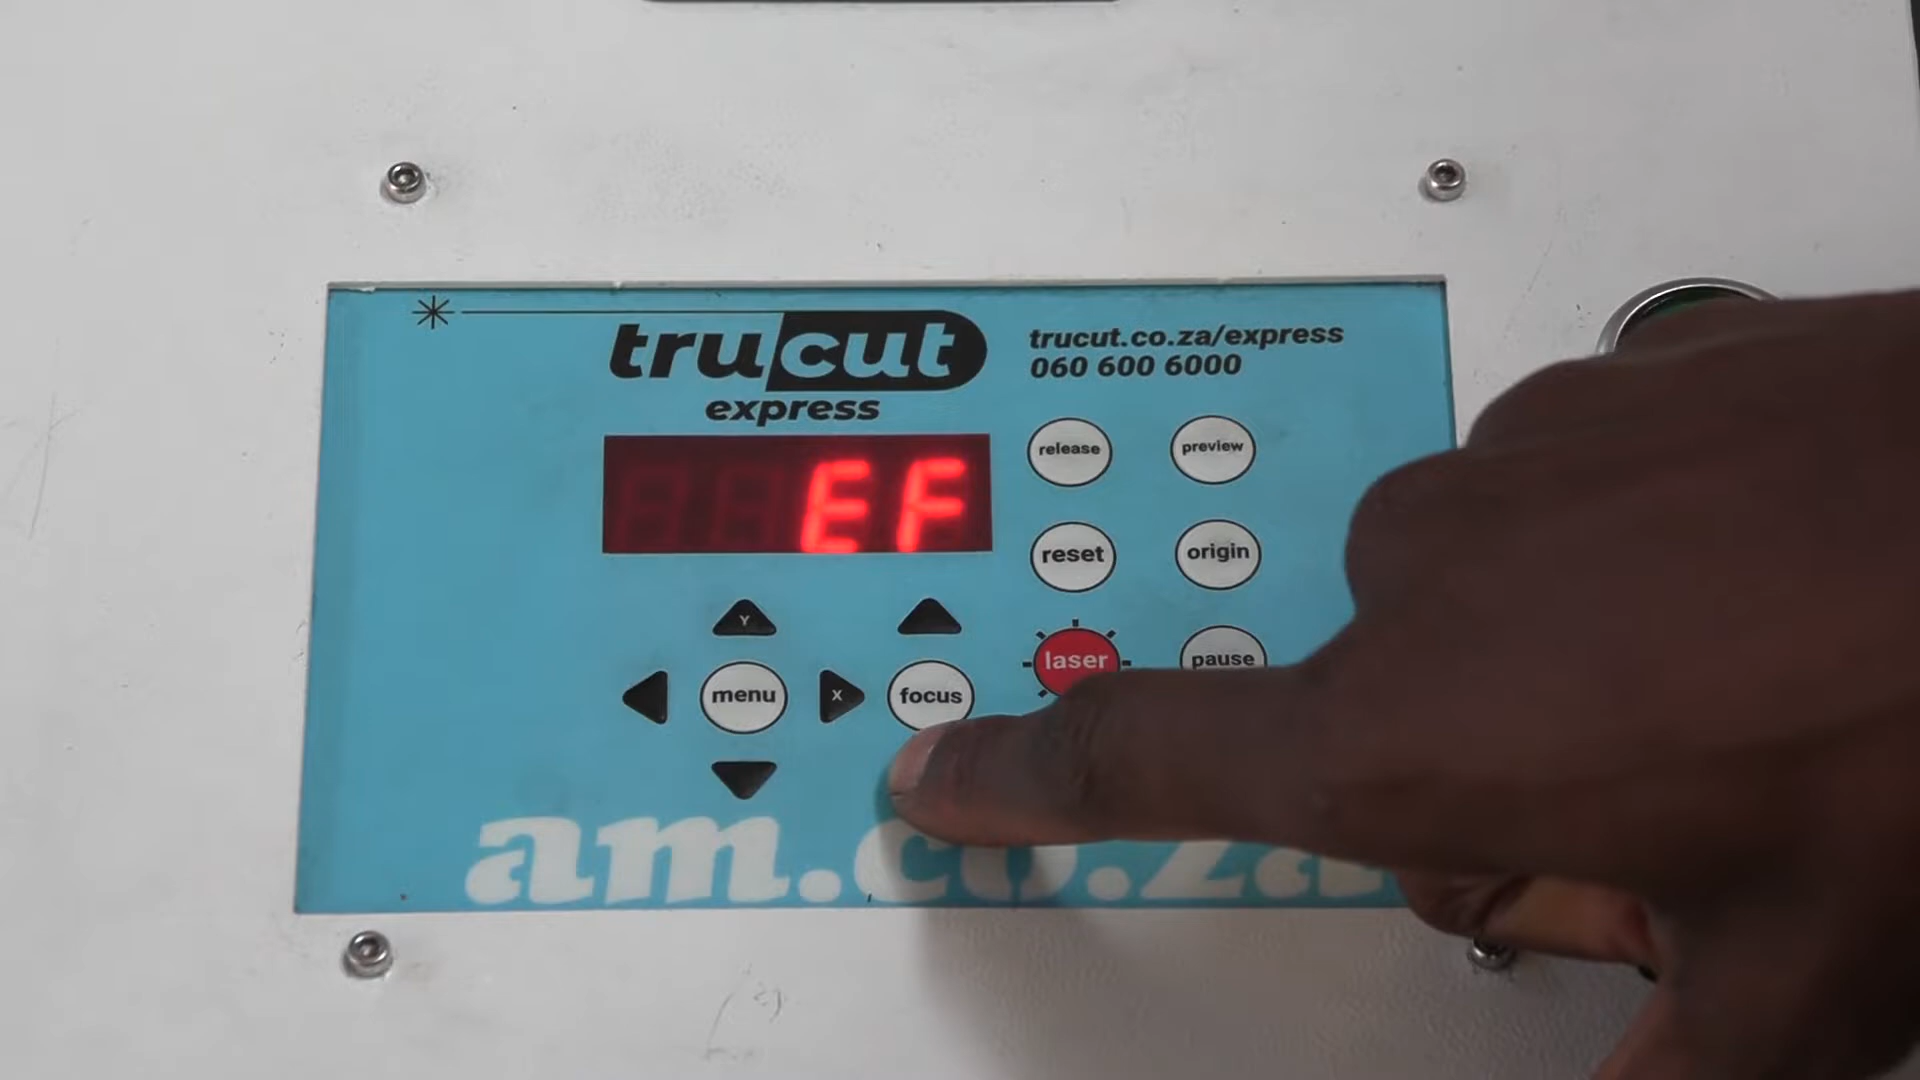 trucut
express
trucut.co.za/express
060 600 6000
EF
release
preview
reset
origin
Y
laser
pause
menu
X
focus
am.co.za